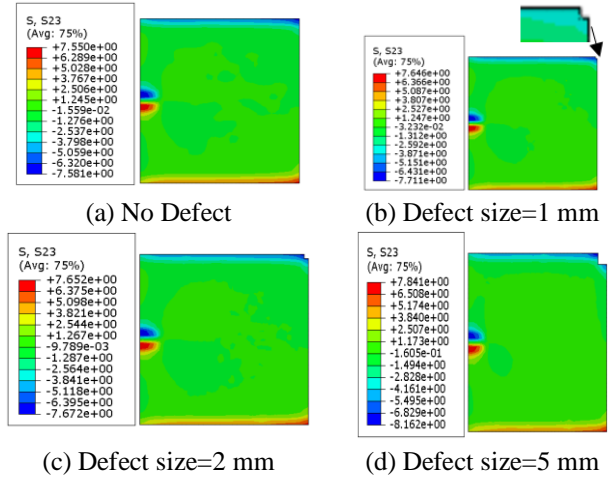 S, S23
(Avg: 75%)
+7.550e+00
+6.289e+00
+5.028e+00
+3.767e+00
+2.506e+00
+1.245e+00
-1.559e-02
-1.276e+00
-2.537e+00
-3.798e+00
-5.059e+00
-6.320e+00
-7.581e+00
(a) No Defect
S, S23
(Avg: 75%)
+7.646e+00
+6.366e+00
+5.087e+00
+3.807e+00
+2.527e+00
+1.247e+00
-3.232e-02
-1.312e+00
-2.592e+00
-3.871e+00
-5.151e+00
-6.431e+00
-7.711e+00
(b) Defect size=1 mm
S, S23
(Avg: 75%)
+7.652e+00
+6.375e+00
+5.098e+00
+3.821e+00
+2.544e+00
+1.267e+00
-9.789e-03
-1.287e+00
-2.564e+00
-3.841e+00
-5.118e+00
-6.395e+00
-7.672e+00
(c) Defect size=2 mm
S, S23
(Avg: 75%)
+7.841e+00
+6.508e+00
+5.174e+00
+3.840e+00
+2.507e+00
+1.173e+00
-1.605e-01
-1.494e+00
-2.828e+00
-4.161e+00
-5.495e+00
-6.829e+00
-8.162e+00
(d) Defect size=5 mm